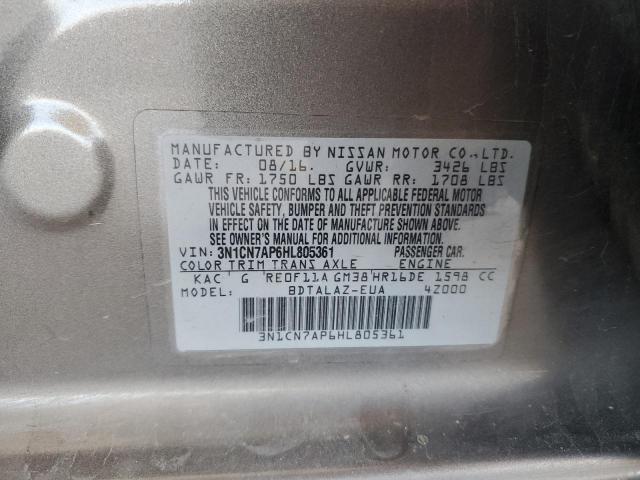 MANUFACTURED BY NISSAN MOTOR CO.,LTD.
DATE: 08/16. GVWR: 3426 LBS
GAWR FR: 1750 LBS GAWR RR: 1708 LBS
THIS VEHICLE CONFORMS TO ALL APPLICABLE FEDERAL MOTOR
VEHICLE SAFETY, BUMPER, AND THEFT PREVENTION STANDARDS
IN EFFECT ON THE DATE OF MANUFACTURE SHOWN ABOVE.
SEE OWNER'S MANUAL FOR ADDITIONAL INFORMATION.
VIN: 3N1CN7AP6HL805361 PASSENGER CAR.
COLOR TRIM TRANS AXLE ENGINE
KAC G RE0F11A GM38 HR16DE 1598 CC
MODEL: BDTALAZ-EUA 4Z000
3N1CN7AP6HL805361